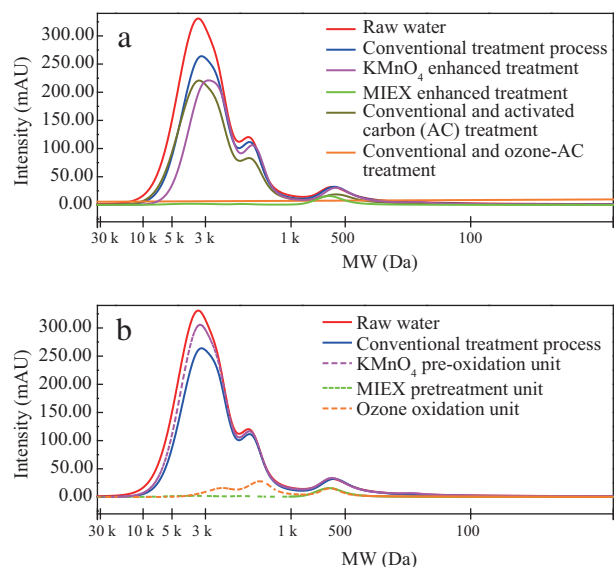 a
Raw water
Conventional treatment process
KMnO4 enhanced treatment
MIEX enhanced treatment
Conventional and activated
carbon (AC) treatment
Conventional and ozone-AC
treatment
Intensity (mAU)
300.00
250.00
200.00
150.00
100.00
50.00
0.00
30 k 10 k 5 k 3 k 1 k 500 100
MW (Da)
b
Raw water
Conventional treatment process
KMnO4 pre-oxidation unit
MIEX pretreatment unit
Ozone oxidation unit
Intensity (mAU)
300.00
250.00
200.00
150.00
100.00
50.00
0.00
30 k 10 k 5 k 3 k 1 k 500 100
MW (Da)